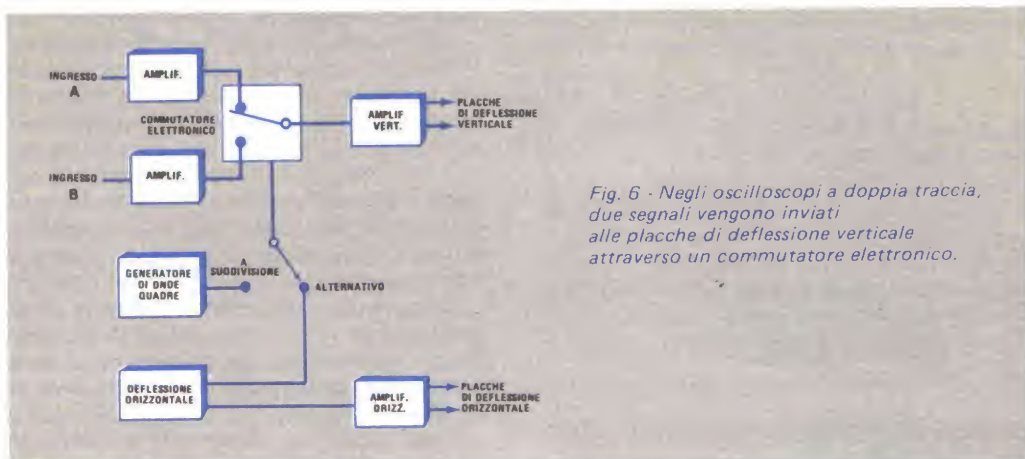 INGRESSO
A
AMPLIF.
COMMUTATORE
ELETTRONICO
AMPLIF
VERT.
PLACCHE
DI DEFLESSIONE
VERTICALE
INGRESSO
B
AMPLIF.
GENERATORE
DI ONDE
QUADRE
A
SUDDIVISIONE
ALTERNATIVO
DEFLESSIONE
ORIZZONTALE
AMPLIF.
ORIZZ.
PLACCHE
DI DEFLESSIONE
ORIZZONTALE
Fig. 6 - Negli oscilloscopi a doppia traccia,
due segnali vengono inviati
alle placche di deflessione verticale
attraverso un commutatore elettronico.